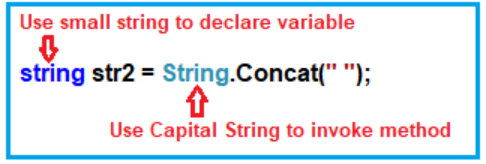 Use small string to declare variable
string str2 = String.Concat(" ");
Use Capital String to invoke method